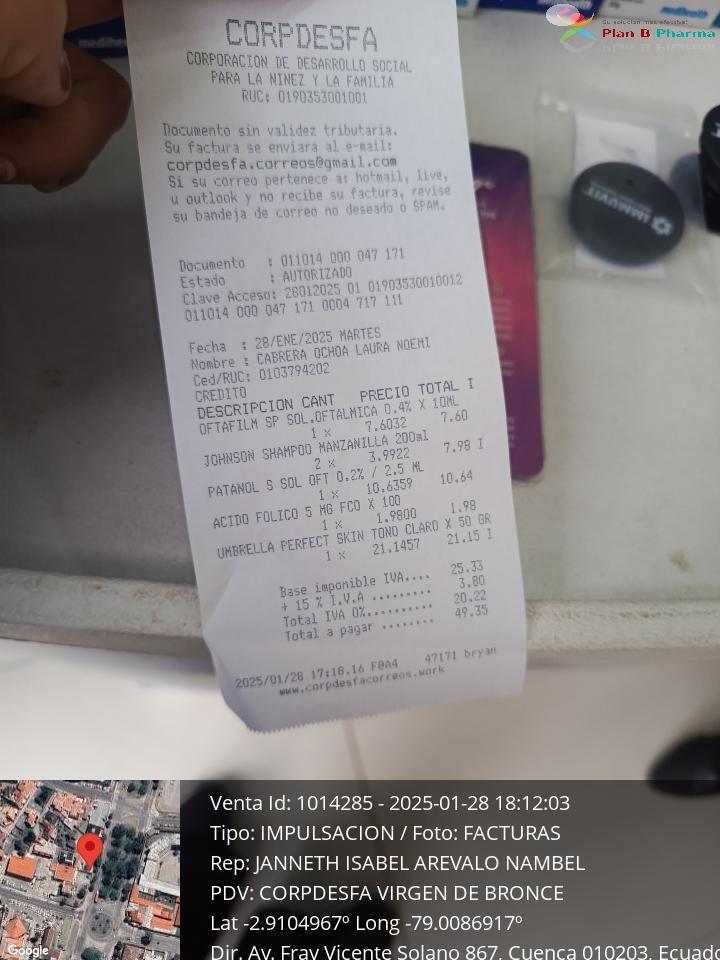 Su solución más efectiva!
Plan B Pharma
CORPDESFA
CORPORACION DE DESARROLLO SOCIAL
PARA LA NINEZ Y LA FAMILIA
RUC: 0190353001001
Documento sin validez tributaria.
Su factura se enviara al e-mail:
corpdesfa.correos@gmail.com
Si su correo pertenece a: hotmail, live,
u outlook y no recibe su factura, revise
su bandeja de correo no deseado o SPAM.
Documento : 011014 000 047 171
Estado : AUTORIZADO
Clave Acceso: 28012025 01 01903530010012
011014 000 047 171 0004 717 111
Fecha : 28/ENE/2025 MARTES
Nombre : CABRERA OCHOA LAURA NOEMI
Ced/RUC: 0103794202
CREDITO
DESCRIPCION CANT PRECIO TOTAL I
OFTAFILM SP SOL.OFTALMICA 0.4% X 10ML
1 x 7.6032 7.60
JOHNSON SHAMPOO MANZANILLA 200ml
2 x 3.9922 7.98 I
PATANOL S SOL OFT 0.2% / 2.5 ML
1 x 10.6359 10.64
ACIDO FOLICO 5 MG FCO X 100
1 x 1.9800 1.98
UMBRELLA PERFECT SKIN TONO CLARO X 50 GR
1 x 21.1457 21.15 I
Base imponible IVA.... 25.33
+ 15 % I.V.A ......... 3.80
Total IVA 0%.......... 20.22
Total a pagar ........ 49.35
2025/01/28 17:18.16 F0A4 47171 bryan
www.corpdesfacorreos.work
IMMUVIT
Venta Id: 1014285 - 2025-01-28 18:12:03
Tipo: IMPULSACION / Foto: FACTURAS
Rep: JANNETH ISABEL AREVALO NAMBEL
PDV: CORPDESFA VIRGEN DE BRONCE
Lat -2.9104967º Long -79.0086917º
Dir. Av. Fray Vicente Solano 867, Cuenca 010203, Ecuado
Google